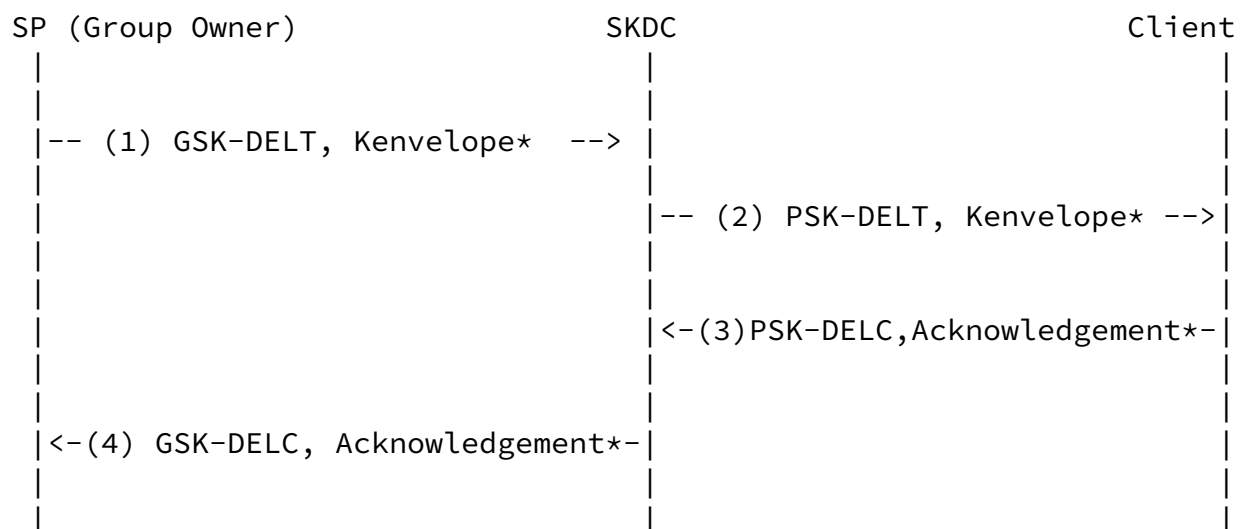 SP (Group Owner) SKDC Client
|-- (1) GSK-DELT, Kenvelope* --> |
|-- (2) PSK-DELT, Kenvelope* -->|
|<-(3)PSK-DELC,Acknowledgement*-|
|<-(4) GSK-DELC, Acknowledgement*-|